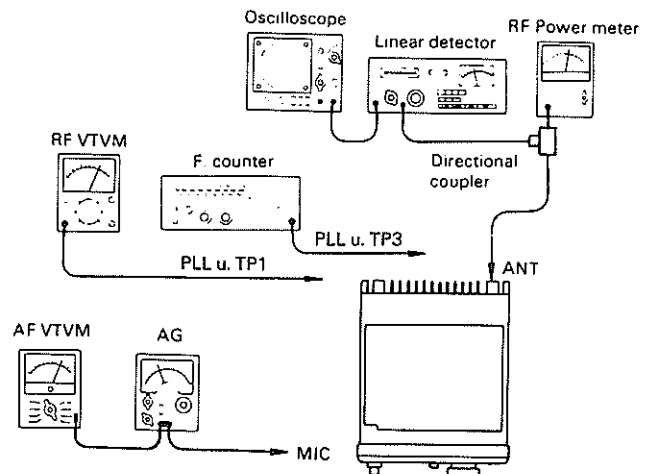 Oscilloscope
Linear detector
RF Power meter
RF VTVM
F. counter
Directional
coupler
PLL u. TP3
PLL u. TP1
ANT
AF VTVM
AG
MIC